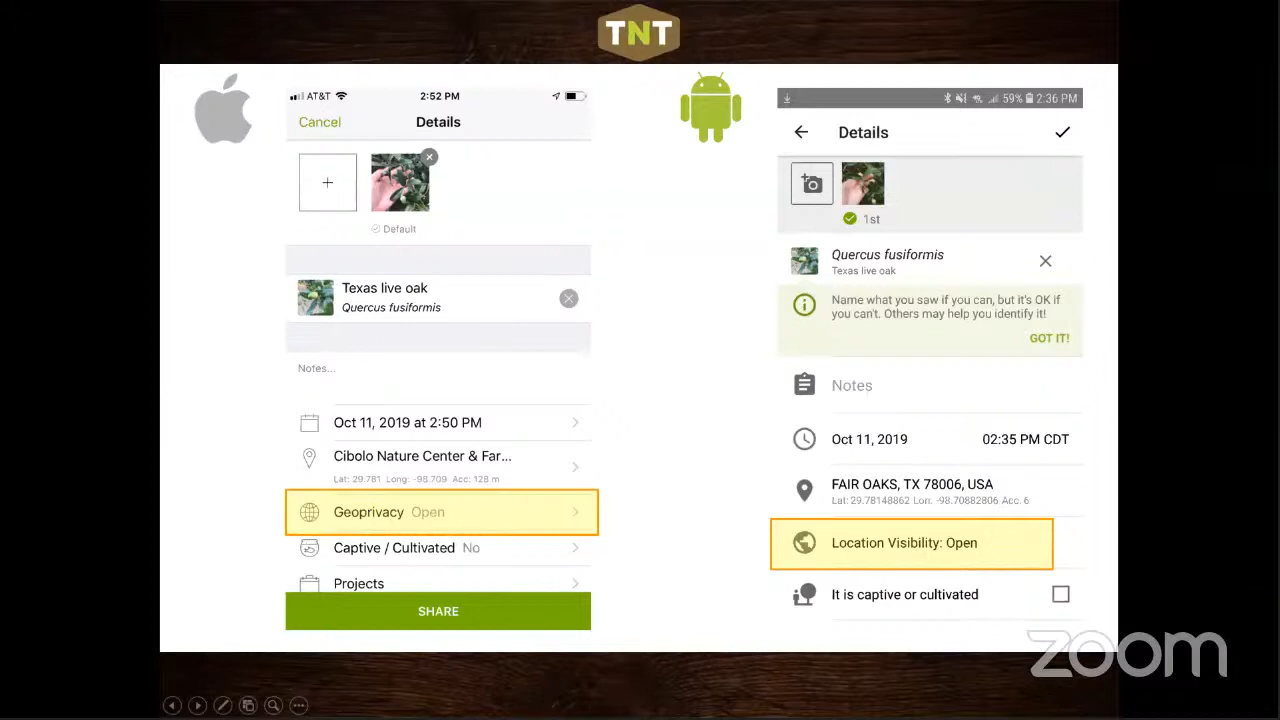 TNT
AT&T 2:52 PM
Cancel Details
Default
Texas live oak
Quercus fusiformis
Notes...
Oct 11, 2019 at 2:50 PM
Cibolo Nature Center & Far...
Lat: 29.781 Long: -98.709 Acc: 128 m
Geoprivacy Open
Captive / Cultivated No
Projects
SHARE
59% 2:36 PM
Details
1st
Quercus fusiformis
Texas live oak
Name what you saw if you can, but it's OK if
you can't. Others may help you identify it!
GOT IT!
Notes
Oct 11, 2019 02:35 PM CDT
FAIR OAKS, TX 78006, USA
Lat: 29.78148862 Lon: -98.70882806 Acc. 6
Location Visibility: Open
It is captive or cultivated
zoom